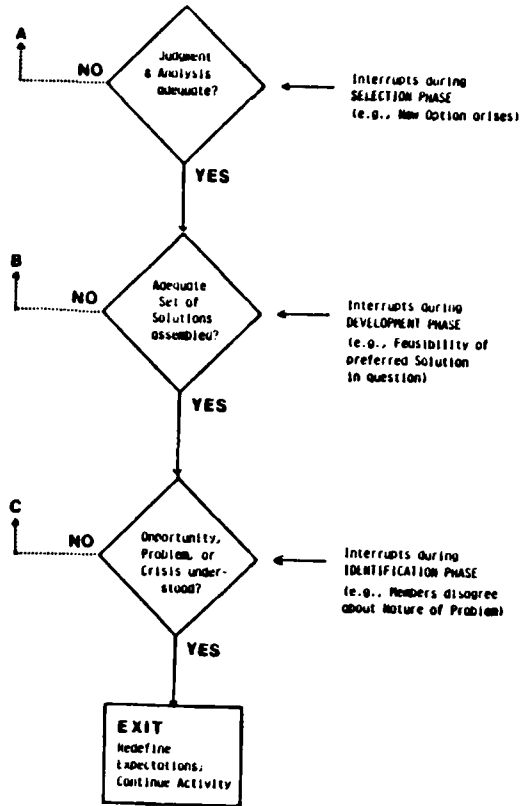 A
NO
Judgment
& Analysis
adequate?
Interrupts during
SELECTION PHASE
(e.g., New Option arises)
YES
B
NO
Adequate
Set of
Solutions
assembled?
Interrupts during
DEVELOPMENT PHASE
(e.g., Feasibility of
preferred Solution
in question)
YES
C
NO
Opportunity,
Problem, or
Crisis under-
stood?
Interrupts during
IDENTIFICATION PHASE
(e.g., Members disagree
about Nature of Problem)
YES
EXIT
Redefine
Expectations;
Continue Activity